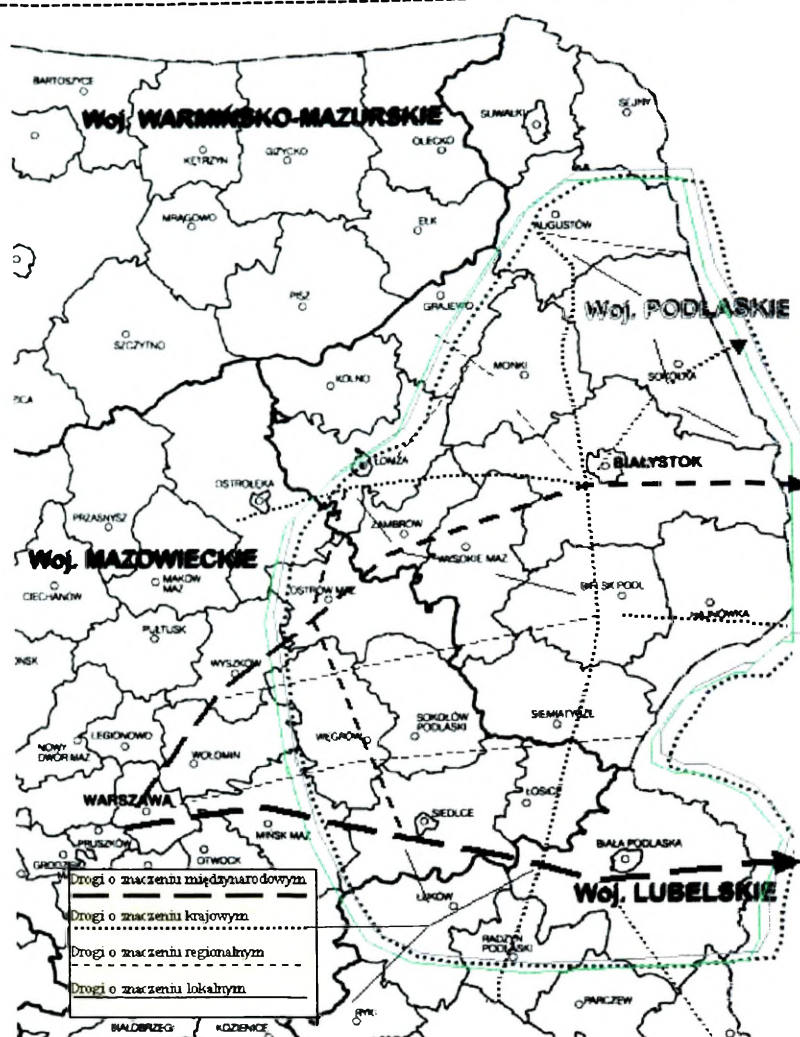 BARTOSZYCE
Woj. WARMIŃSKO-MAZURSKIE
SUWAŁKI
SEJNY
KĘTRZYN
GIŻYCKO
OLECKO
MRĄGOWO
EŁK
AUGUSTÓW
PISZ
GRAJEWO
Woj. PODLASKIE
SZCZYTNO
MOŃKI
SOKÓŁKA
KOLNO
ŁOMŻA
BIAŁYSTOK
OSTROŁĘKA
PRZASNYSZ
ZAMBRÓW
Woj. MAZOWIECKIE
WYSOKIE MAZ
CIECHANÓW
MAKÓW
MAZ
OSTRÓW MAZ
HAJNÓWKA
PUŁTUSK
WYSZKÓW
SOKOŁÓW
PODLASKI
SIEMIATYCZE
WĘGRÓW
LEGIONOWO
NOWY
DWÓR MAZ
WOŁOMIN
WARSZAWA
ŁOSICE
SIEDLCE
PRUSZKÓW
MIŃSK MAZ
BIAŁA PODLASKA
OTWOCK
Woj. LUBELSKIE
Drogi o znaczeniu międzynarodowym
Drogi o znaczeniu krajowym
Drogi o znaczeniu regionalnym
Drogi o znaczeniu lokalnym
ŁUKÓW
RADZYŃ
PODLASKI
PARCZEW
RYKI
BIAŁOBRZEGI
KOZIENICE